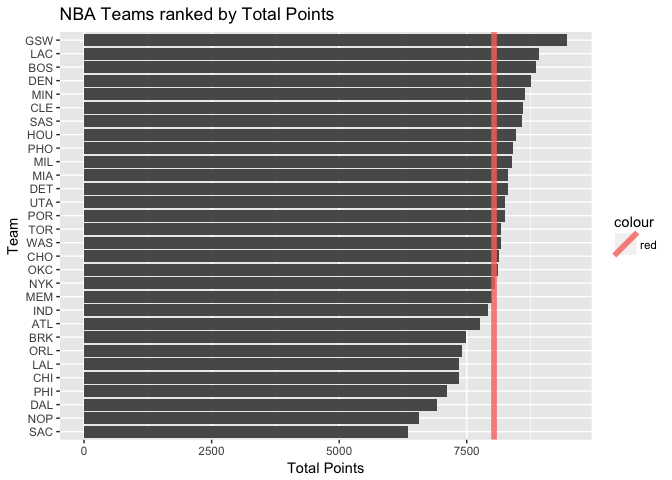 NBA Teams ranked by Total Points
GSW
LAC
BOS
DEN
MIN
CLE
SAS
HOU
PHO
MIL
MIA
DET
UTA
POR
TOR
WAS
CHO
OKC
NYK
MEM
IND
ATL
BRK
ORL
LAL
CHI
PHI
DAL
NOP
SAC
Team
0 2500 5000 7500
Total Points
colour
red